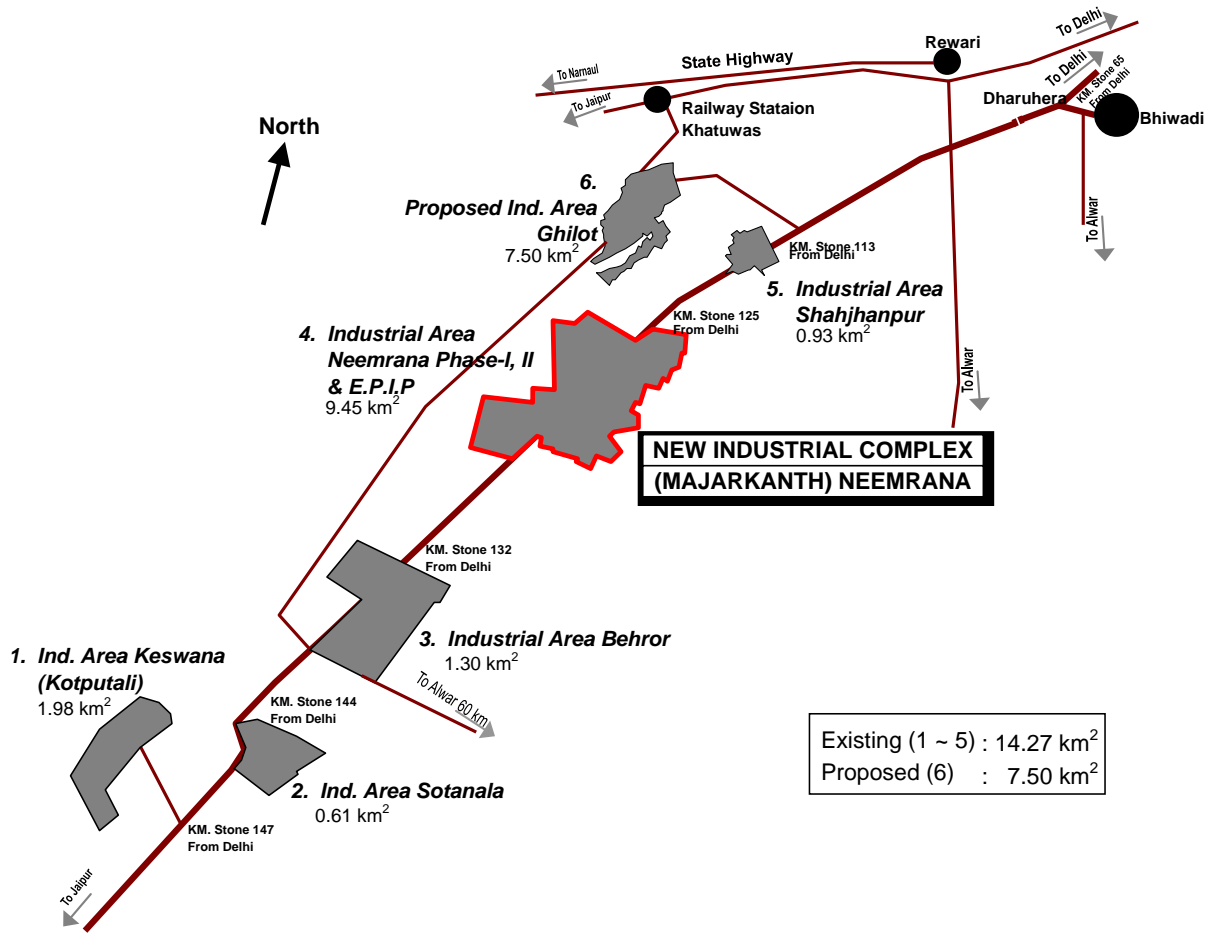 To Delhi
Rewari
State Highway
To Narnaul
To Delhi
KM. Stone 65
From Delhi
To Jaipur
Railway Stataion
Khatuwas
Dharuhera
Bhiwadi
North
6.
Proposed Ind. Area
Ghilot
7.50 km²
To Alwar
KM. Stone 113
From Delhi
5. Industrial Area
Shahjhanpur
0.93 km²
KM. Stone 125
From Delhi
4. Industrial Area
Neemrana Phase-I, II
& E.P.I.P
9.45 km²
To Alwar
NEW INDUSTRIAL COMPLEX
(MAJARKANTH) NEEMRANA
KM. Stone 132
From Delhi
3. Industrial Area Behror
1.30 km²
To Alwar 60 km
1. Ind. Area Keswana
(Kotputali)
1.98 km²
KM. Stone 144
From Delhi
2. Ind. Area Sotanala
0.61 km²
KM. Stone 147
From Delhi
To Jaipur
Existing (1 ~ 5) : 14.27 km²
Proposed (6) : 7.50 km²